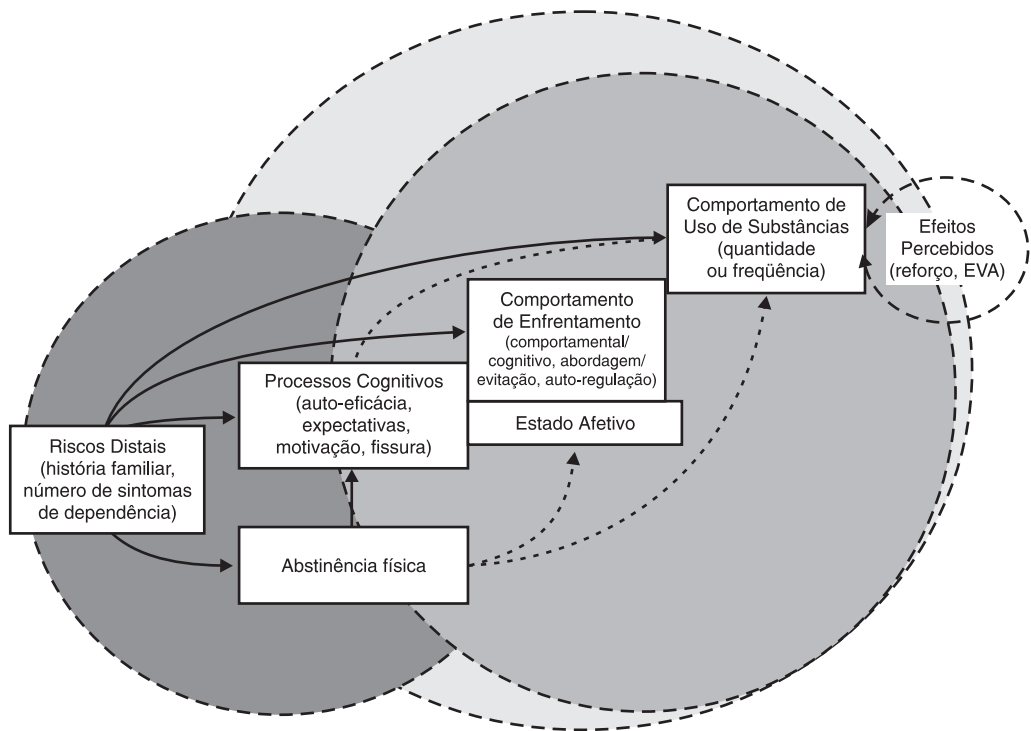 Comportamento de
Uso de Substâncias
(quantidade
ou freqüência)
Efeitos
Percebidos
(reforço, EVA)
Comportamento
de Enfrentamento
(comportamental/
cognitivo, abordagem/
evitação, auto-regulação)
Processos Cognitivos
(auto-eficácia,
expectativas,
motivação, fissura)
Estado Afetivo
Riscos Distais
(história familiar,
número de sintomas
de dependência)
Abstinência física